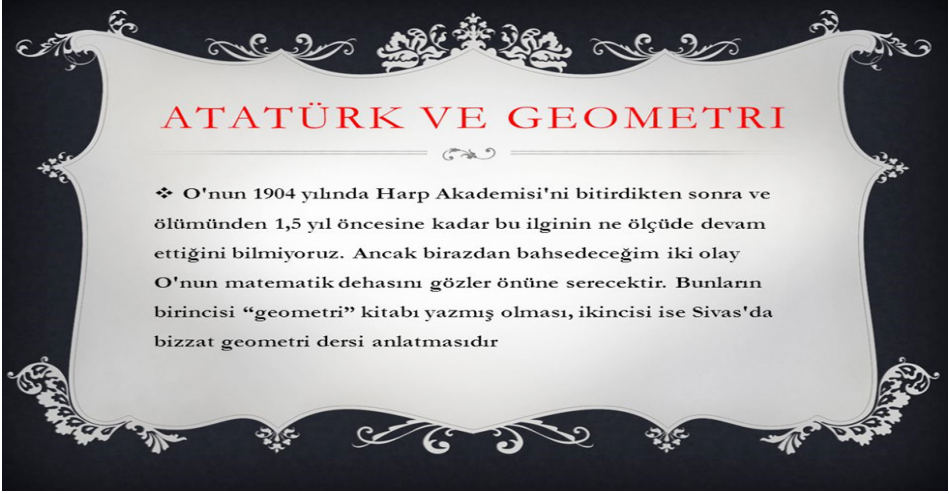 ATATÜRK VE GEOMETRI
❖ O'nun 1904 yılında Harp Akademisi'ni bitirdikten sonra ve
ölümünden 1,5 yıl öncesine kadar bu ilginin ne ölçüde devam
ettiğini bilmiyoruz. Ancak birazdan bahsedeceğim iki olay
O'nun matematik dehasını gözler önüne serecektir. Bunların
birincisi “geometri” kitabı yazmış olması, ikincisi ise Sivas'da
bizzat geometri dersi anlatmasıdır